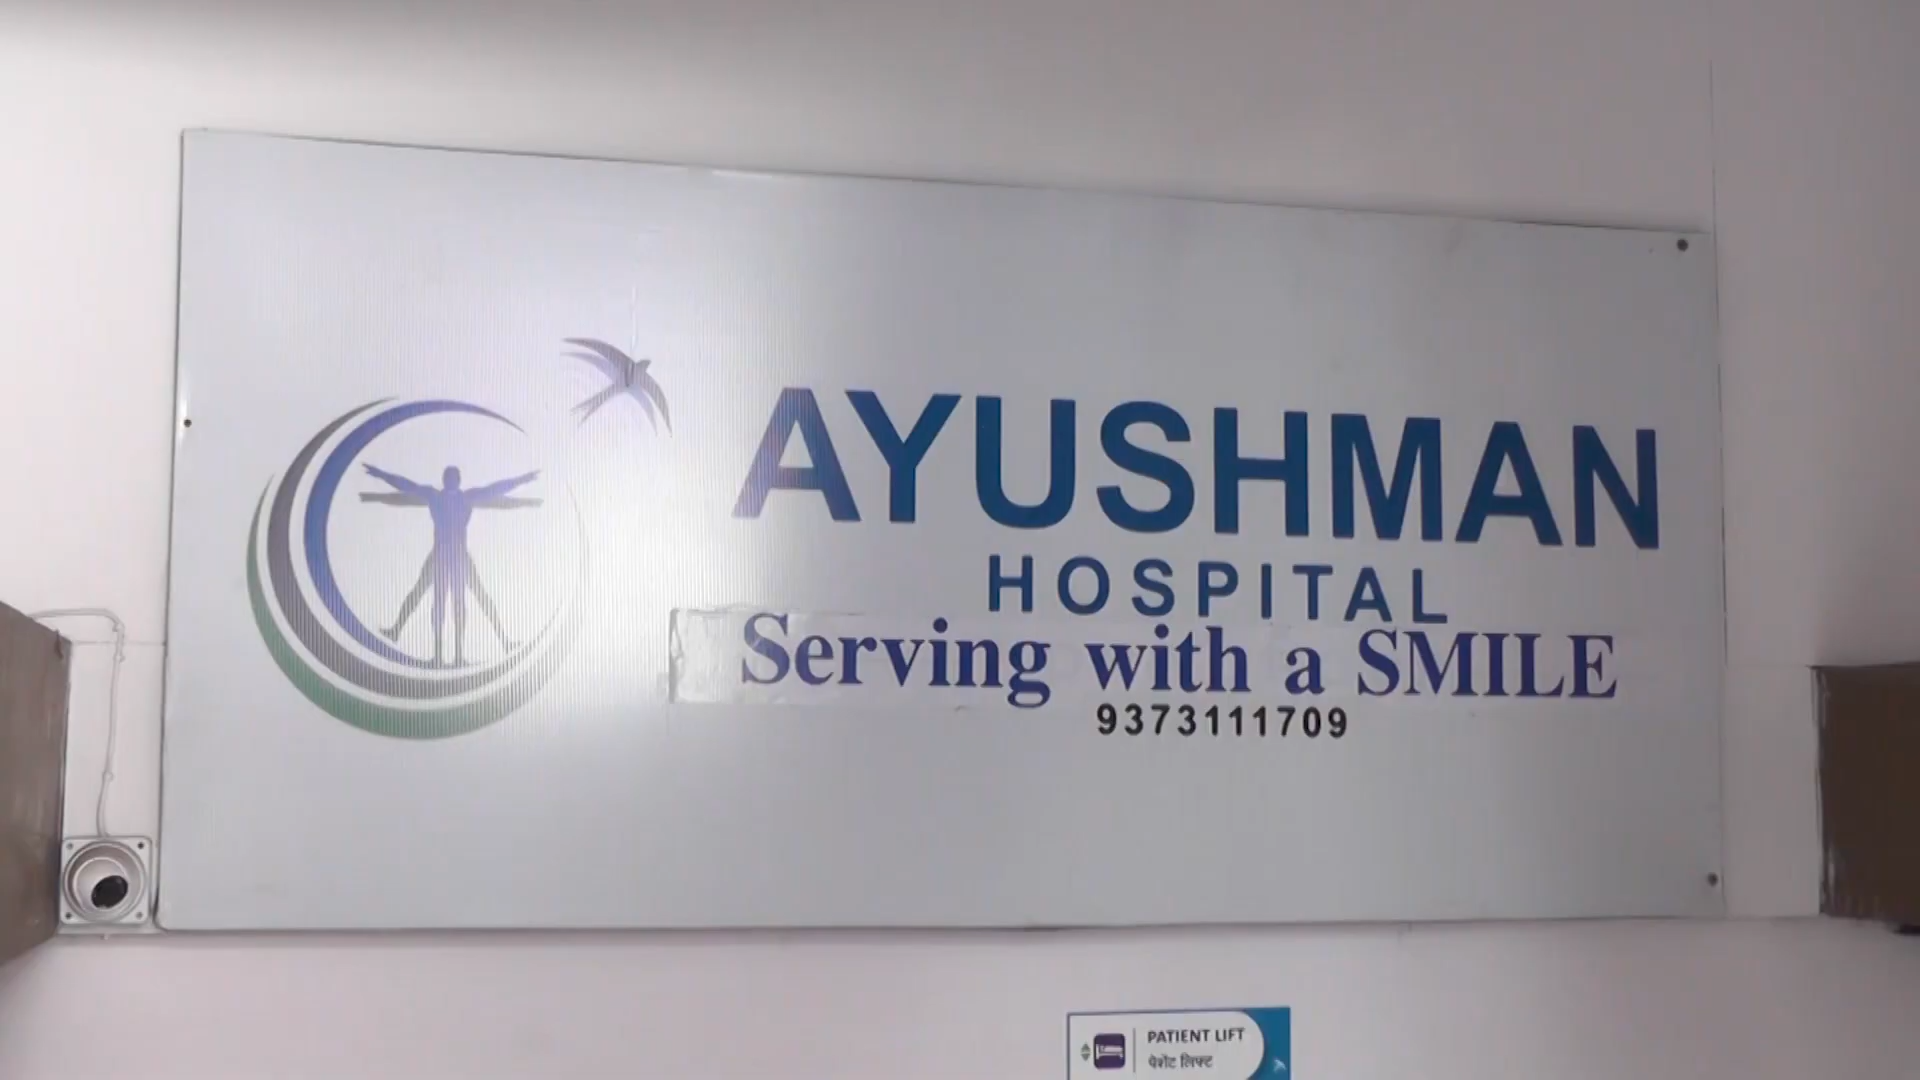 AYUSHMAN
HOSPITAL
Serving with a SMILE
9373111709
PATIENT LIFT
पेशंट लिफ्ट